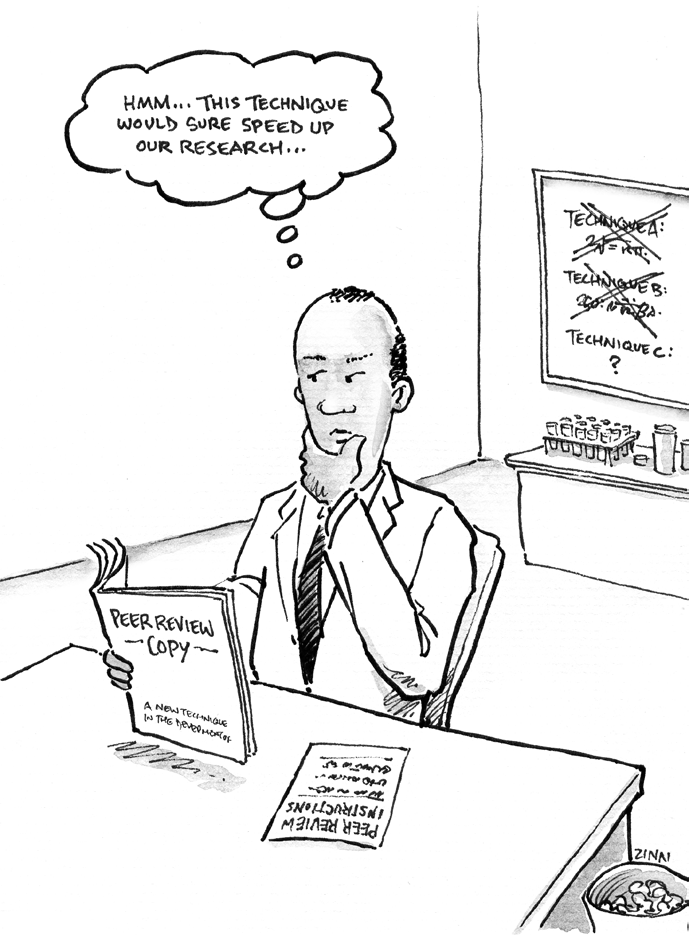 HMM... THIS TECHNIQUE
WOULD SURE SPEED UP
OUR RESEARCH...
TECHNIQUE A:
TECHNIQUE B:
TECHNIQUE C:
?
PEER REVIEW
COPY
A NEW TECHNIQUE
IN THE
PEER REVIEW
INSTRUCTIONS